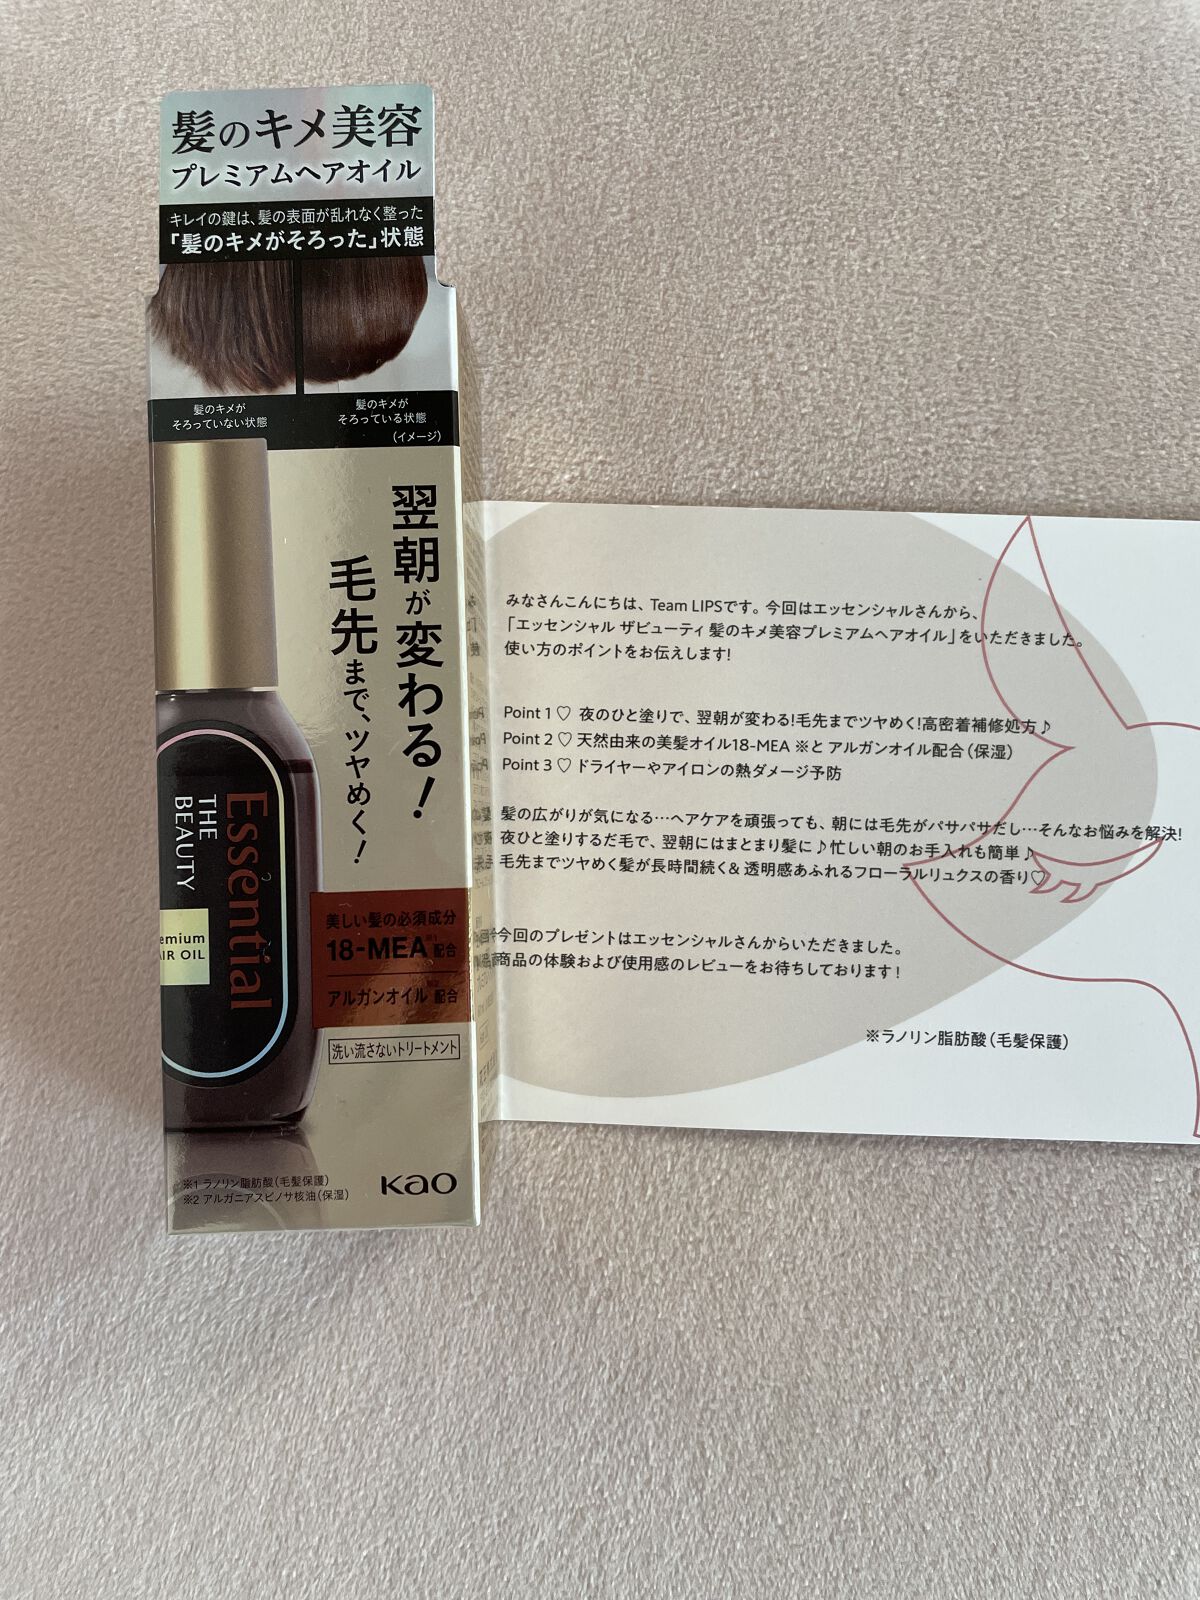 髪のキメ美容
プレミアムヘアオイル
キレイの鍵は、髪の表面が乱れなく整った
「髪のキメがそろった」状態
髪のキメが
そろっていない状態
髪のキメが
そろっている状態
(イメージ)
翌朝が変わる!
毛先まで、ツヤめく!
Essential
THE
BEAUTY
emium
AIR OIL
美しい髪の必須成分
18-MEA※1配合
アルガンオイル※2配合
洗い流さないトリートメント
※1 ラノリン脂肪酸(毛髪保護)
※2 アルガニアスピノサ核油(保湿)
Kao
みなさんこんにちは、Team LIPSです。今回はエッセンシャルさんから、
「エッセンシャル ザビューティ 髪のキメ美容プレミアムヘアオイル」をいただきました。
使い方のポイントをお伝えします!
Point 1♡ 夜のひと塗りで、翌朝が変わる!毛先までツヤめく!高密着補修処方♪
Point 2♡ 天然由来の美髪オイル18-MEA ※と アルガンオイル配合(保湿)
Point 3♡ ドライヤーやアイロンの熱ダメージ予防
髪の広がりが気になる…ヘアケアを頑張っても、朝には毛先がパサパサだし…そんなお悩みを解決!
夜ひと塗りするだ毛で、翌朝にはまとまり髪に♪忙しい朝のお手入れも簡単♪
毛先までツヤめく髪が長時間続く& 透明感あふれるフローラルリュクスの香り♡
今回のプレゼントはエッセンシャルさんからいただきました。
商品の体験および使用感のレビューをお待ちしております!
※ラノリン脂肪酸(毛髪保護)